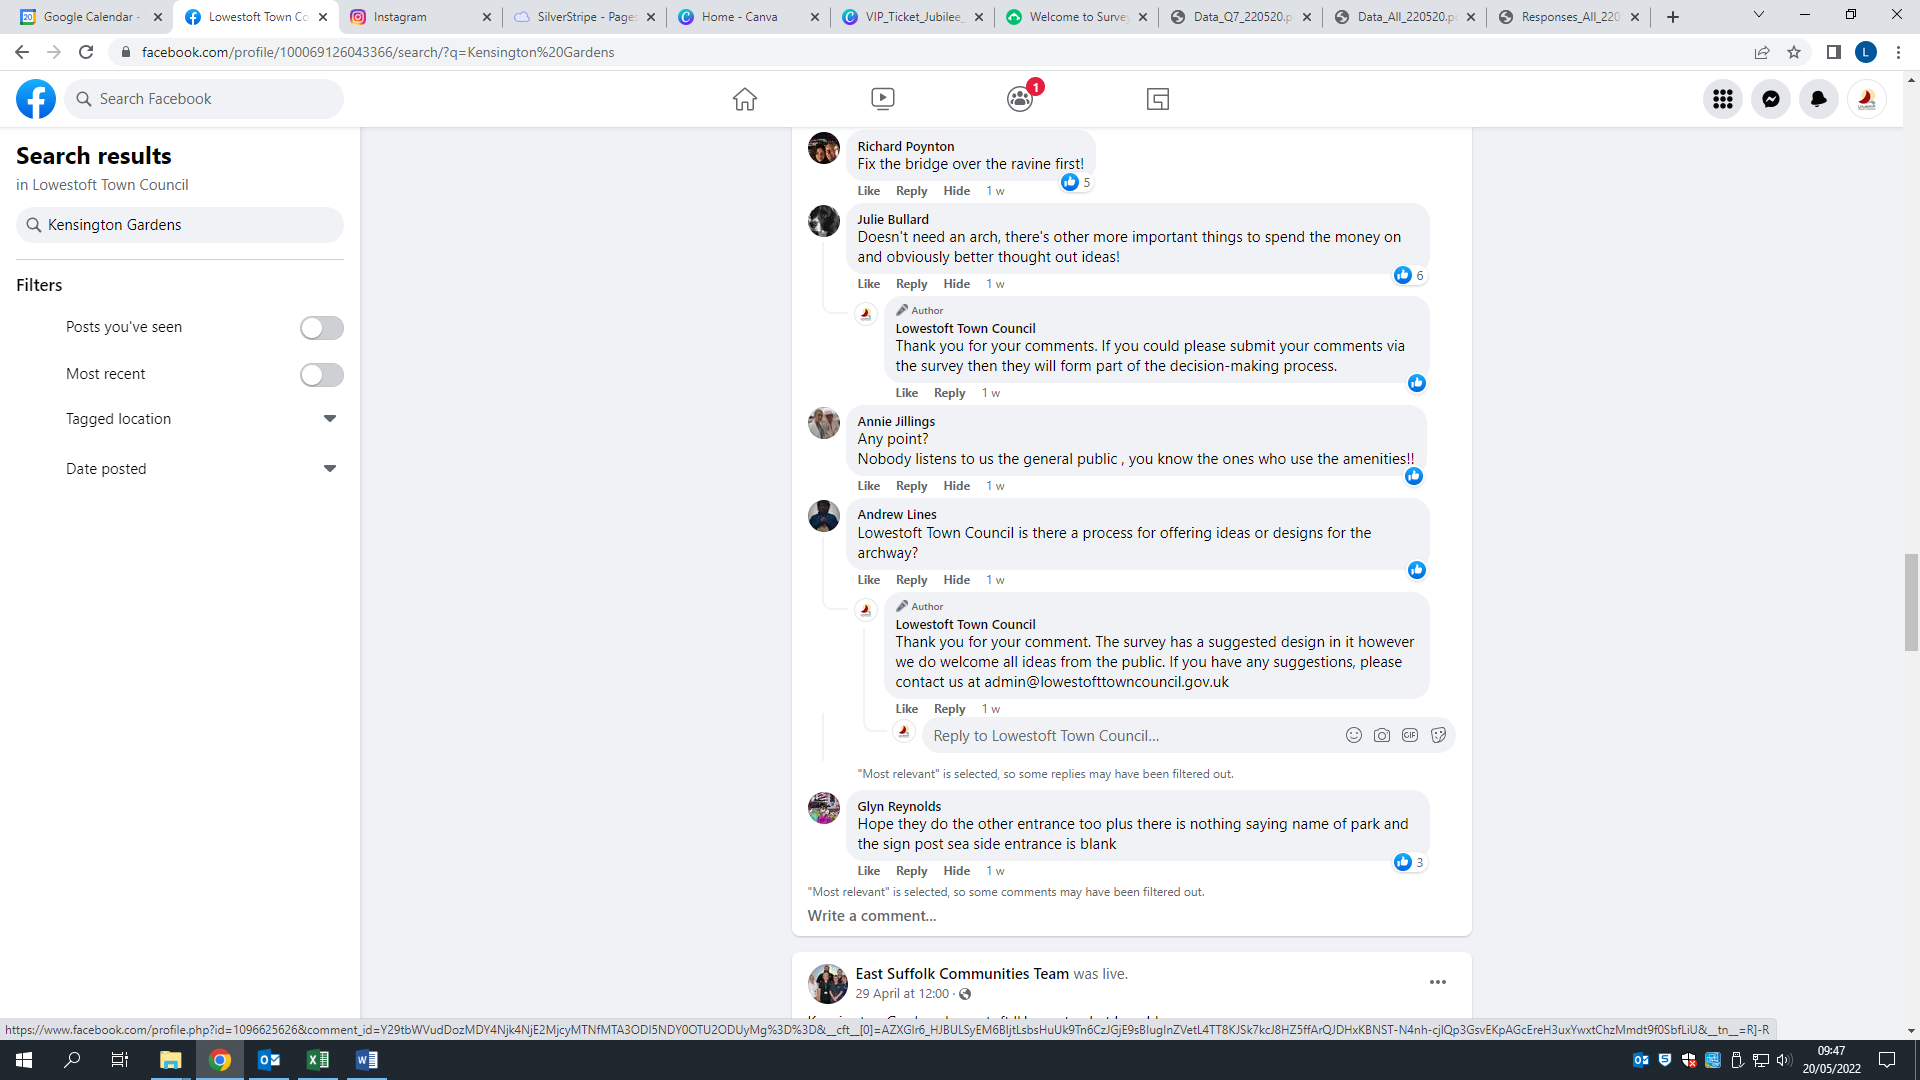 Google Calendar -
Lowestoft Town Co
Instagram
SilverStripe - Pages
Home - Canva
VIP_Ticket_Jubilee_
Welcome to Survey
Data_Q7_220520.p
Data_All_220520.p
Responses_All_220
facebook.com/profile/100069126043366/search/?q=Kensington%20Gardens
L
Search Facebook
1
Search results
in Lowestoft Town Council
Kensington Gardens
Filters
Posts you've seen
Most recent
Tagged location
Date posted
Richard Poynton
Fix the bridge over the ravine first!
5
Like Reply Hide 1 w
Julie Bullard
Doesn't need an arch, there's other more important things to spend the money on
and obviously better thought out ideas!
6
Like Reply Hide 1 w
Author
Lowestoft Town Council
Thank you for your comments. If you could please submit your comments via
the survey then they will form part of the decision-making process.
Like Reply 1 w
Annie Jillings
Any point?
Nobody listens to us the general public , you know the ones who use the amenities!!
Like Reply Hide 1 w
Andrew Lines
Lowestoft Town Council is there a process for offering ideas or designs for the
archway?
Like Reply Hide 1 w
Author
Lowestoft Town Council
Thank you for your comment. The survey has a suggested design in it however
we do welcome all ideas from the public. If you have any suggestions, please
contact us at admin@lowestofttowncouncil.gov.uk
Like Reply 1 w
Reply to Lowestoft Town Council...
GIF
"Most relevant" is selected, so some replies may have been filtered out.
Glyn Reynolds
Hope they do the other entrance too plus there is nothing saying name of park and
the sign post sea side entrance is blank
3
Like Reply Hide 1 w
"Most relevant" is selected, so some comments may have been filtered out.
Write a comment...
East Suffolk Communities Team was live.
29 April at 12:00 ·
09:47
20/05/2022